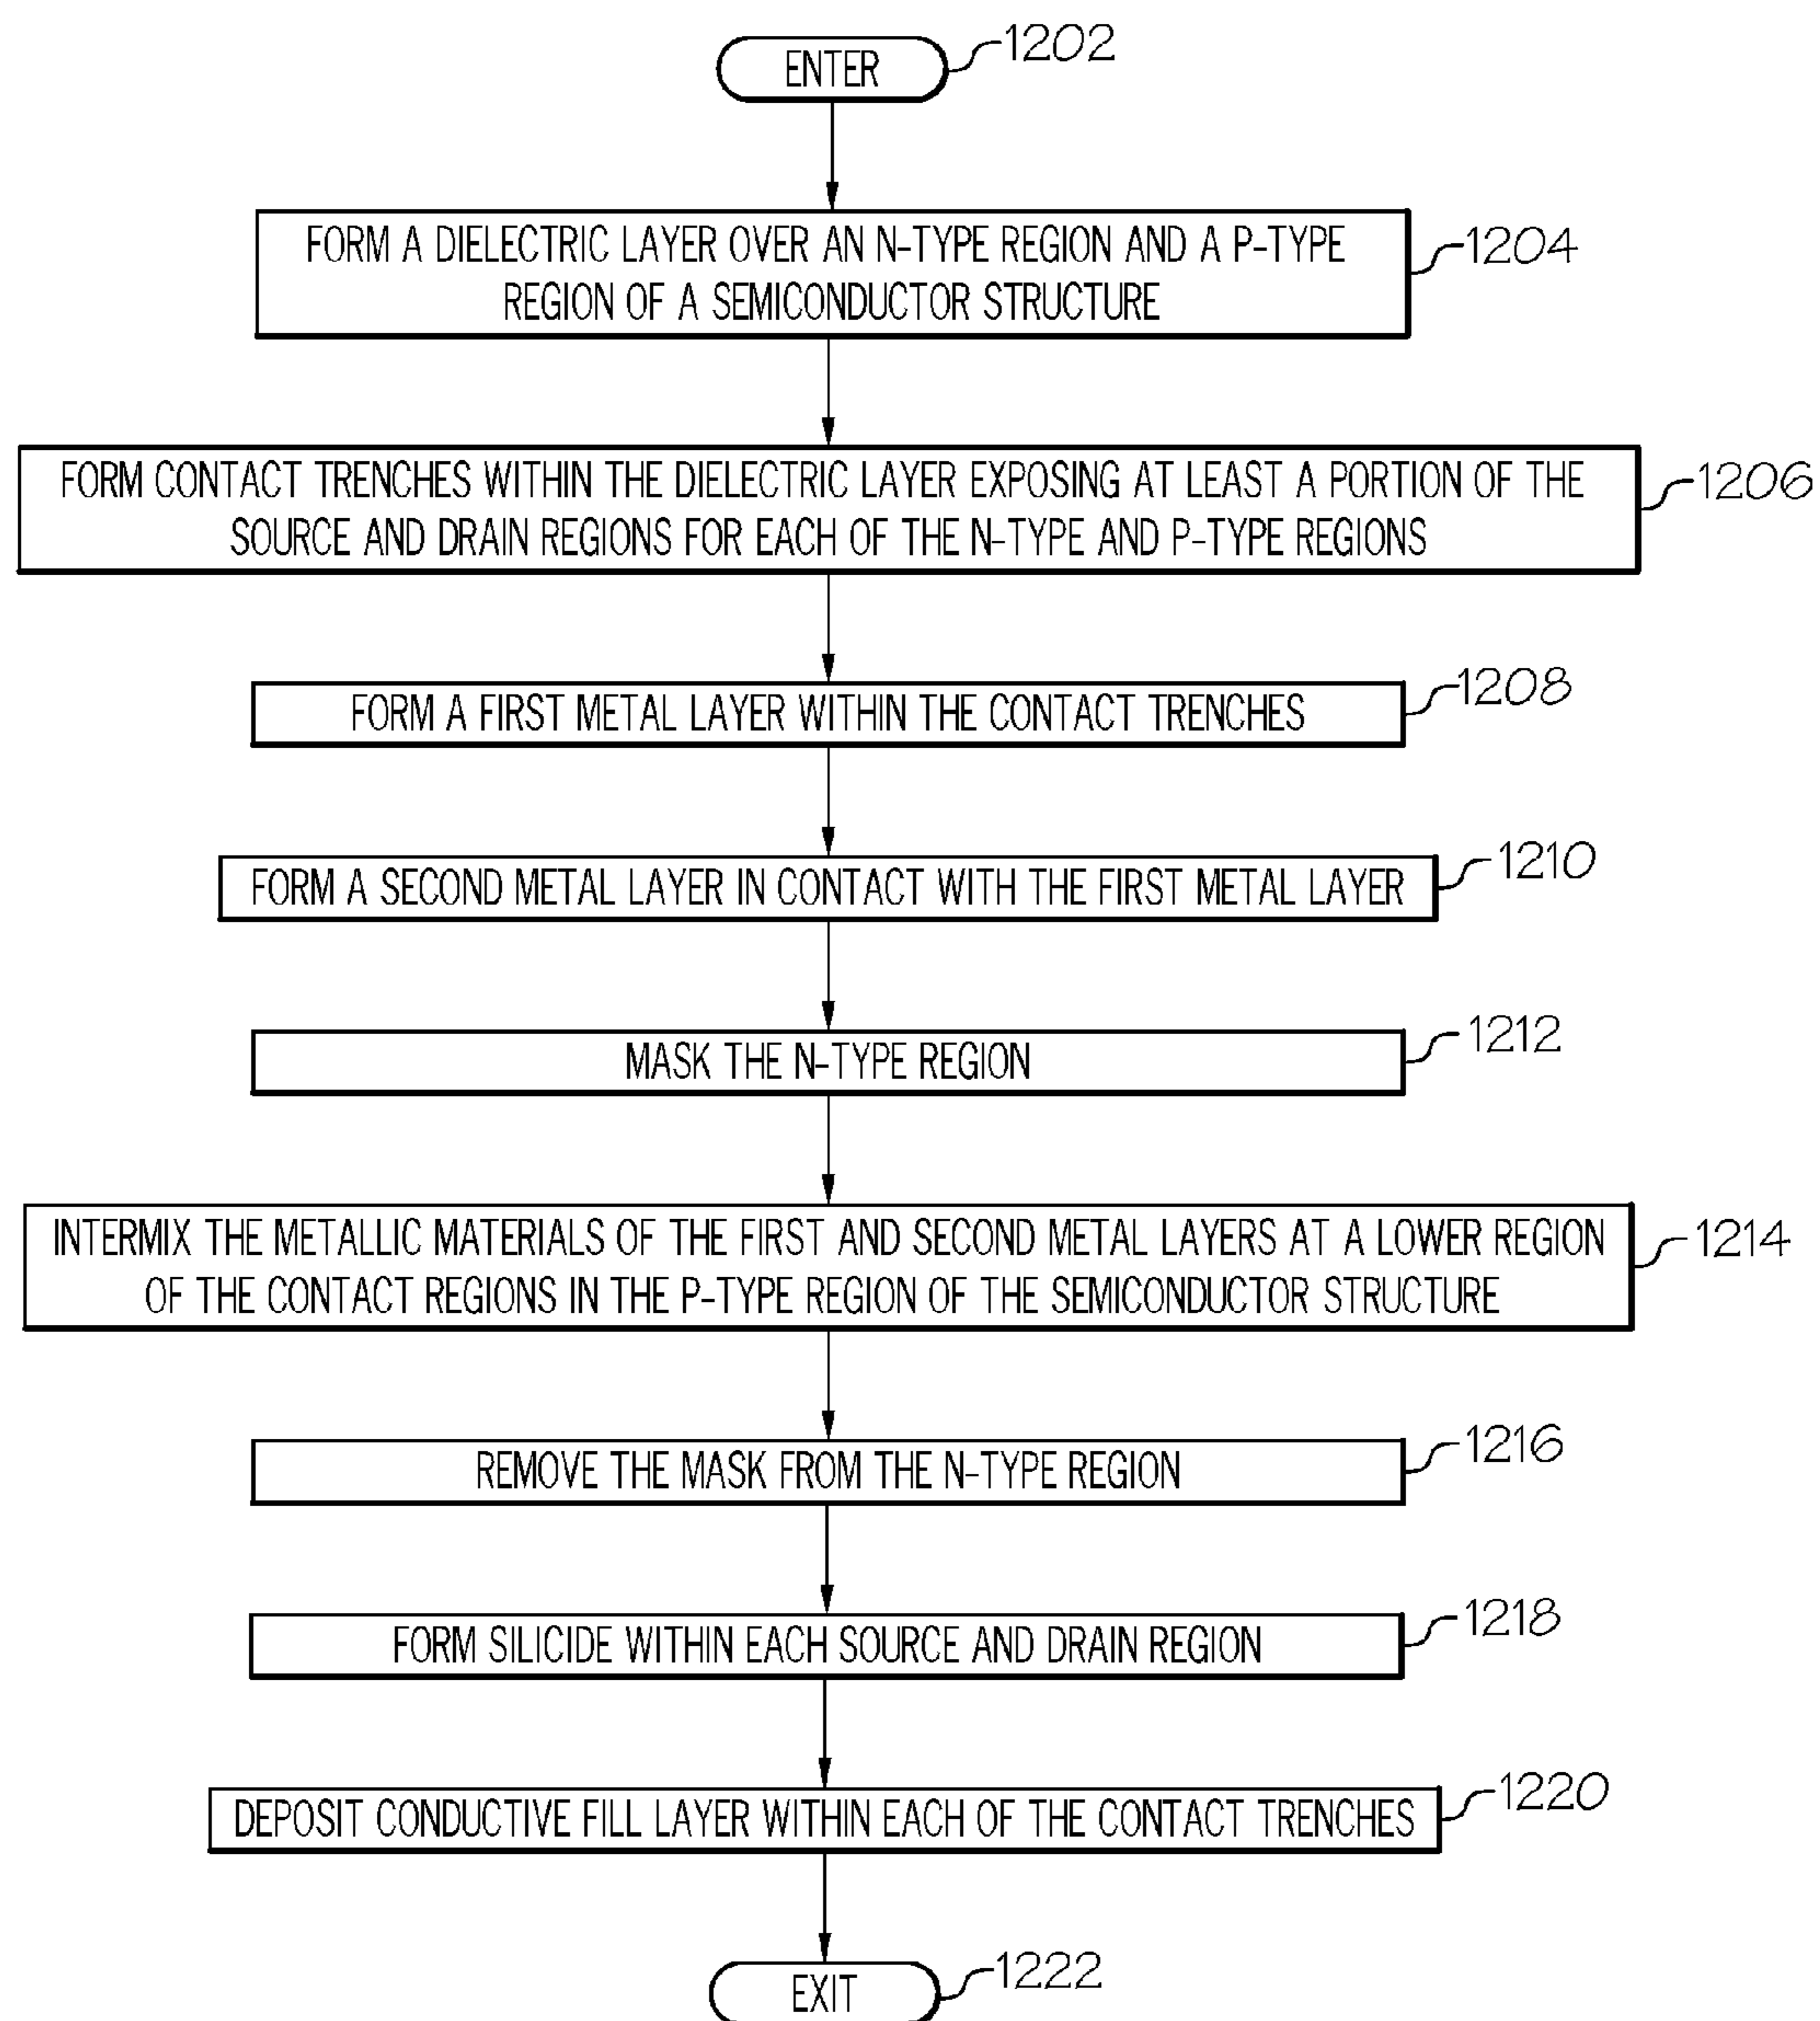 ENTER
1202
FORM A DIELECTRIC LAYER OVER AN N-TYPE REGION AND A P-TYPE
REGION OF A SEMICONDUCTOR STRUCTURE
1204
FORM CONTACT TRENCHES WITHIN THE DIELECTRIC LAYER EXPOSING AT LEAST A PORTION OF THE
SOURCE AND DRAIN REGIONS FOR EACH OF THE N-TYPE AND P-TYPE REGIONS
1206
FORM A FIRST METAL LAYER WITHIN THE CONTACT TRENCHES
1208
FORM A SECOND METAL LAYER IN CONTACT WITH THE FIRST METAL LAYER
1210
MASK THE N-TYPE REGION
1212
INTERMIX THE METALLIC MATERIALS OF THE FIRST AND SECOND METAL LAYERS AT A LOWER REGION
OF THE CONTACT REGIONS IN THE P-TYPE REGION OF THE SEMICONDUCTOR STRUCTURE
1214
REMOVE THE MASK FROM THE N-TYPE REGION
1216
FORM SILICIDE WITHIN EACH SOURCE AND DRAIN REGION
1218
DEPOSIT CONDUCTIVE FILL LAYER WITHIN EACH OF THE CONTACT TRENCHES
1220
EXIT
1222